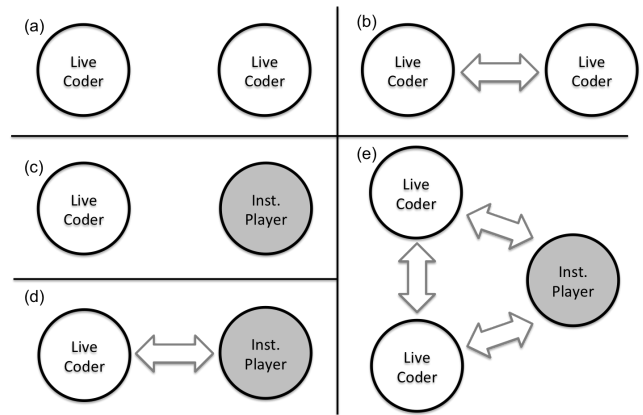 (a)
Live
Coder
Live
Coder
(b)
Live
Coder
Live
Coder
(c)
Live
Coder
Inst.
Player
(d)
Live
Coder
Inst.
Player
(e)
Live
Coder
Inst.
Player
Live
Coder